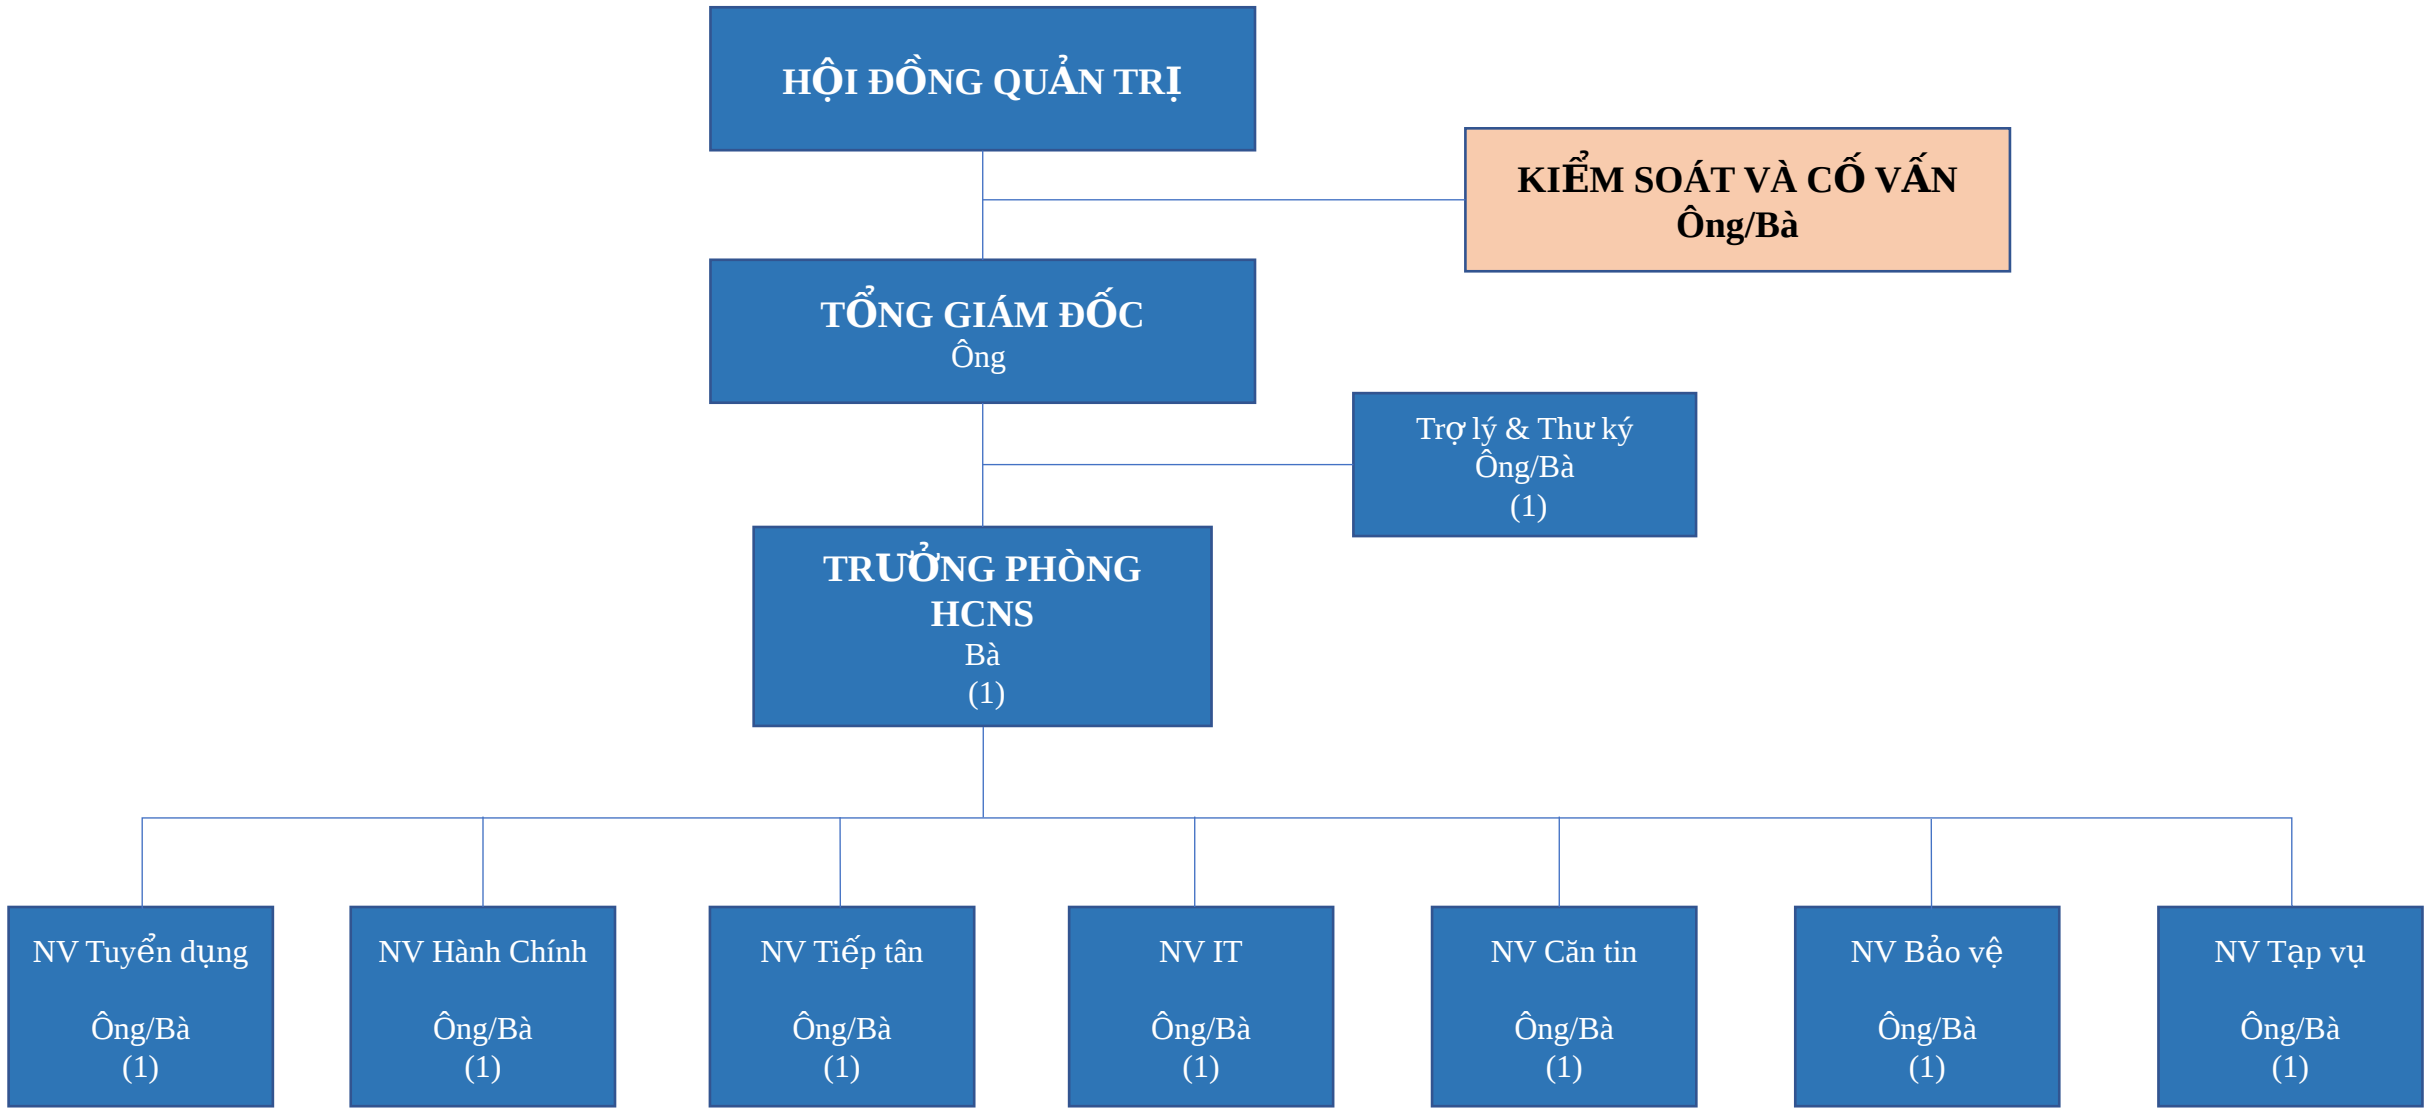 HỘI ĐỒNG QUẢN TRỊ
KIỂM SOÁT VÀ CỐ VẤN
Ông/Bà
TỔNG GIÁM ĐỐC
Ông
Trợ lý & Thư ký
Ông/Bà
(1)
TRƯỞNG PHÒNG
HCNS
Bà
(1)
NV Tuyển dụng
Ông/Bà
(1)
NV Hành Chính
Ông/Bà
(1)
NV Tiếp tân
Ông/Bà
(1)
NV IT
Ông/Bà
(1)
NV Căn tin
Ông/Bà
(1)
NV Bảo vệ
Ông/Bà
(1)
NV Tạp vụ
Ông/Bà
(1)